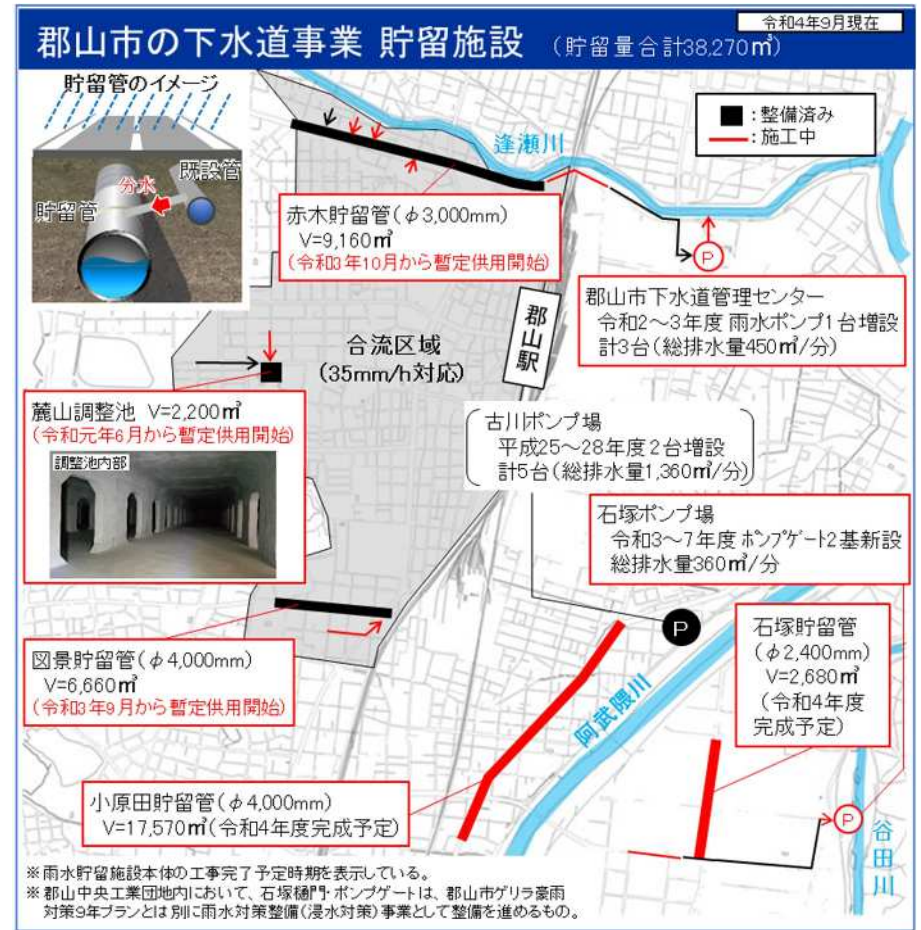 令和4年9月現在
郡山市の下水道事業 貯留施設 (貯留量合計38,270㎥)
貯留管のイメージ
既設管
分水
貯留管
■:整備済み
―:施工中
逢瀬川
赤木貯留管(φ3,000mm)
V=9,160㎥
(令和3年10月から暫定供用開始)
P
郡山市下水道管理センター
令和2～3年度 雨水ポンプ1台増設
計3台(総排水量450㎥/分)
郡山駅
合流区域
(35mm/h対応)
麓山調整池 V=2,200㎥
(令和元年6月から暫定供用開始)
調整池内部
古川ポンプ場
平成25～28年度 2台増設
計5台(総排水量1,360㎥/分)
石塚ポンプ場
令和3～7年度 ポンプゲート2基新設
総排水量360㎥/分
P
石塚貯留管
(φ2,400mm)
V=2,680㎥
(令和4年度
完成予定)
図景貯留管(φ4,000mm)
V=6,660㎥
(令和3年9月から暫定供用開始)
阿武隈川
小原田貯留管(φ4,000mm)
V=17,570㎥(令和4年度完成予定)
P
谷田川
※雨水貯留施設本体の工事完了予定時期を表示している。
※郡山中央工業団地内において、石塚樋門・ポンプゲートは、郡山市ゲリラ豪雨
対策9年プランとは別に雨水対策整備(浸水対策)事業として整備を進めるもの。